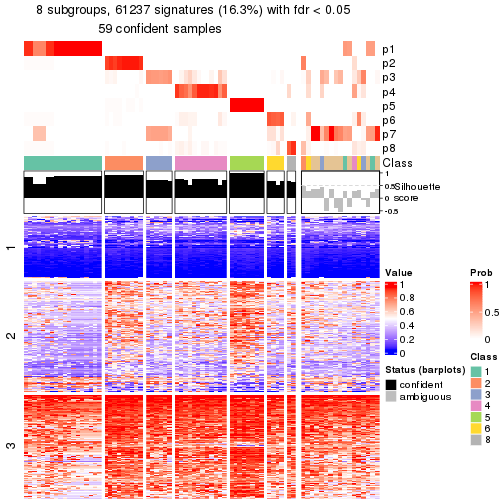 8 subgroups, 61237 signatures (16.3%) with fdr < 0.05
59 confident samples
p1
p2
p3
p4
p5
p6
p7
p8
Class
1
0.5
0
-0.5
Silhouette
score
1
2
3
Value
1
0.8
0.6
0.4
0.2
0
Prob
1
0.5
0
Status (barplots)
confident
ambiguous
Class
1
2
3
4
5
6
8